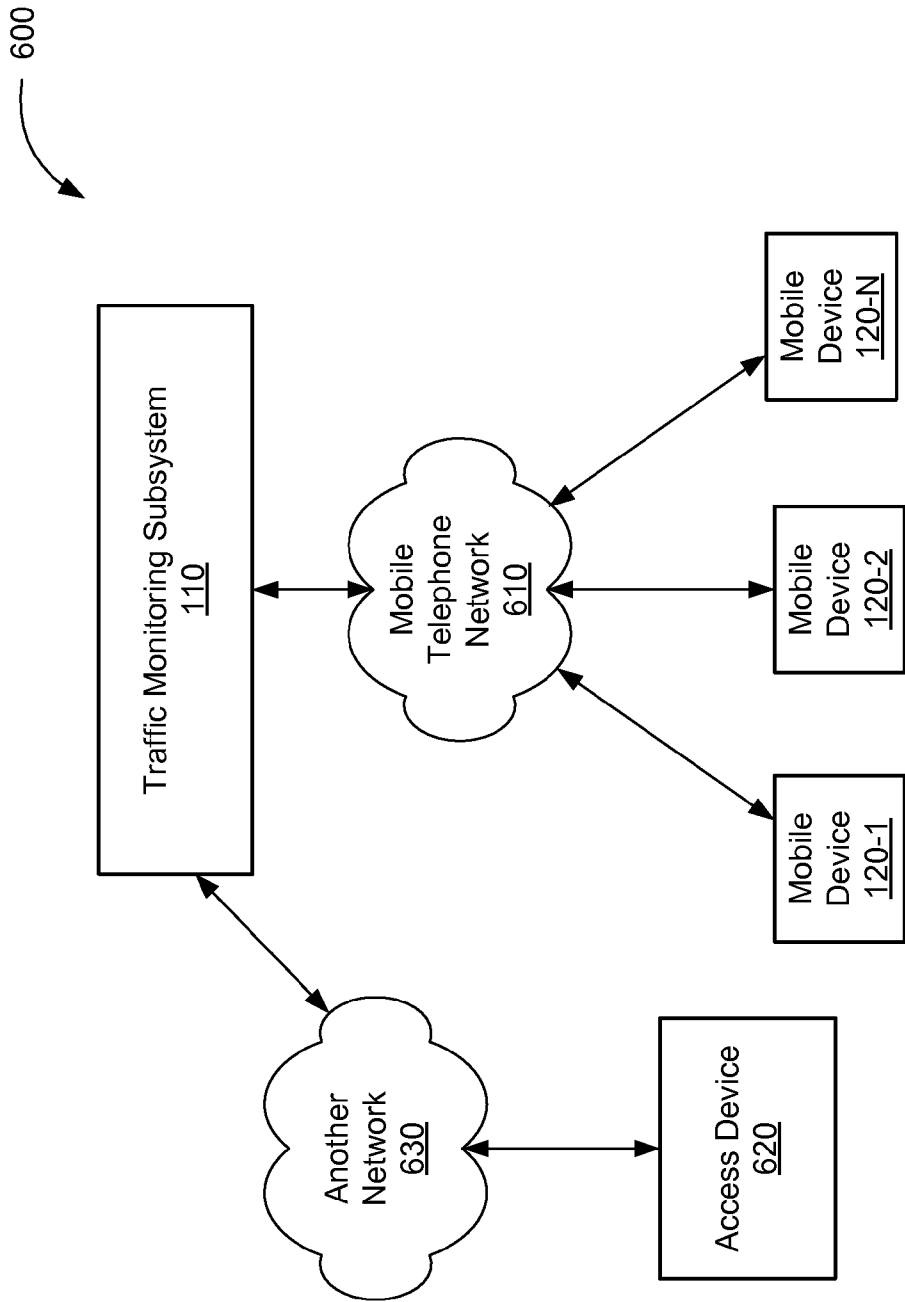 600
Traffic Monitoring Subsystem
110
Another
Network
630
Mobile
Telephone
Network
610
Access Device
620
Mobile
Device
120-1
Mobile
Device
120-2
Mobile
Device
120-N